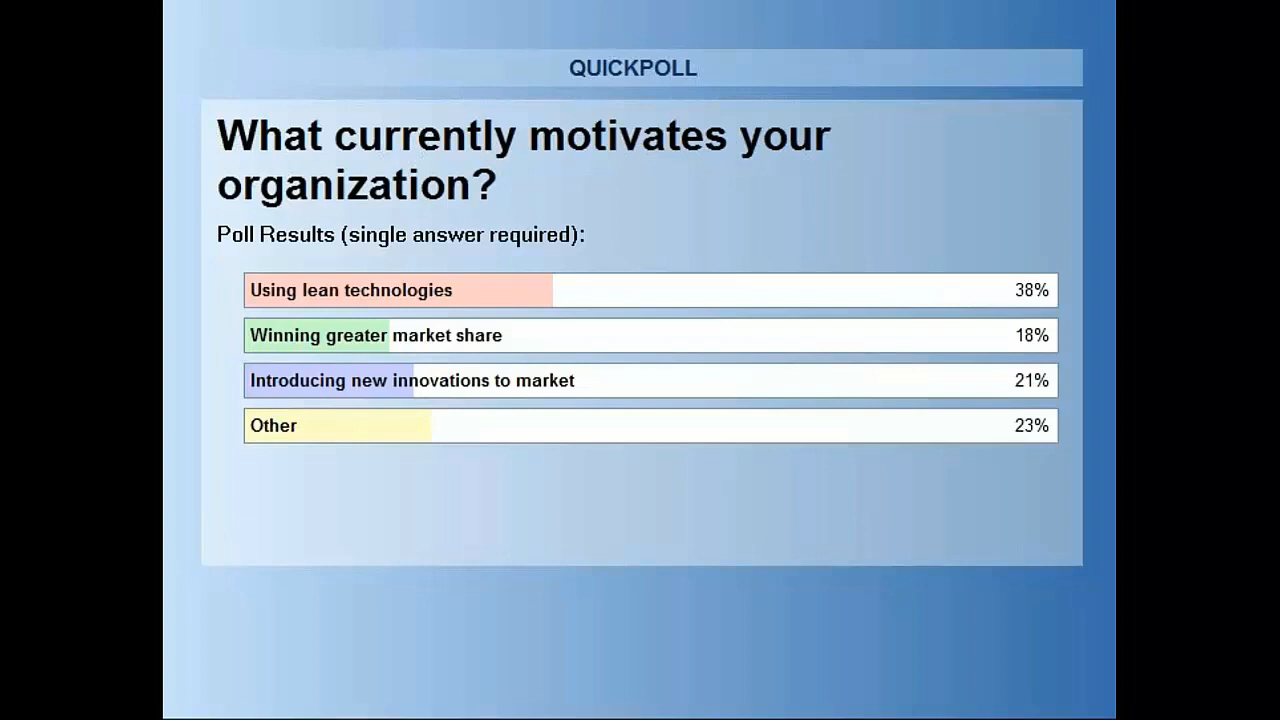 QUICKPOLL
What currently motivates your
organization?
Poll Results (single answer required):
Using lean technologies 38%
Winning greater market share 18%
Introducing new innovations to market 21%
Other 23%